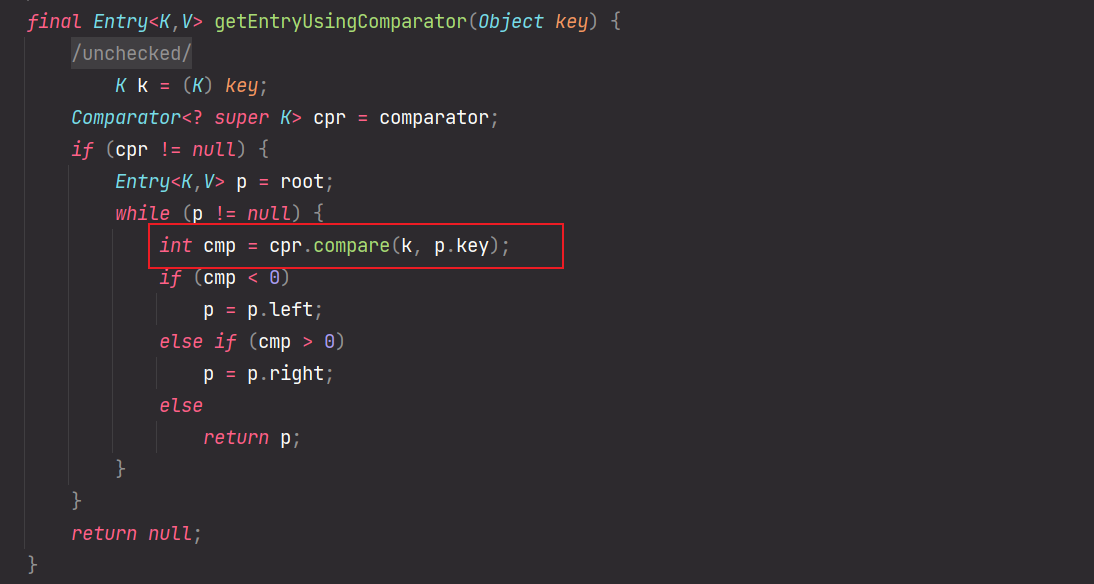 final Entry<K,V> getEntryUsingComparator(Object key) {
/unchecked/
K k = (K) key;
Comparator<? super K> cpr = comparator;
if (cpr != null) {
Entry<K,V> p = root;
while (p != null) {
int cmp = cpr.compare(k, p.key);
if (cmp < 0)
p = p.left;
else if (cmp > 0)
p = p.right;
else
return p;
}
}
return null;
}